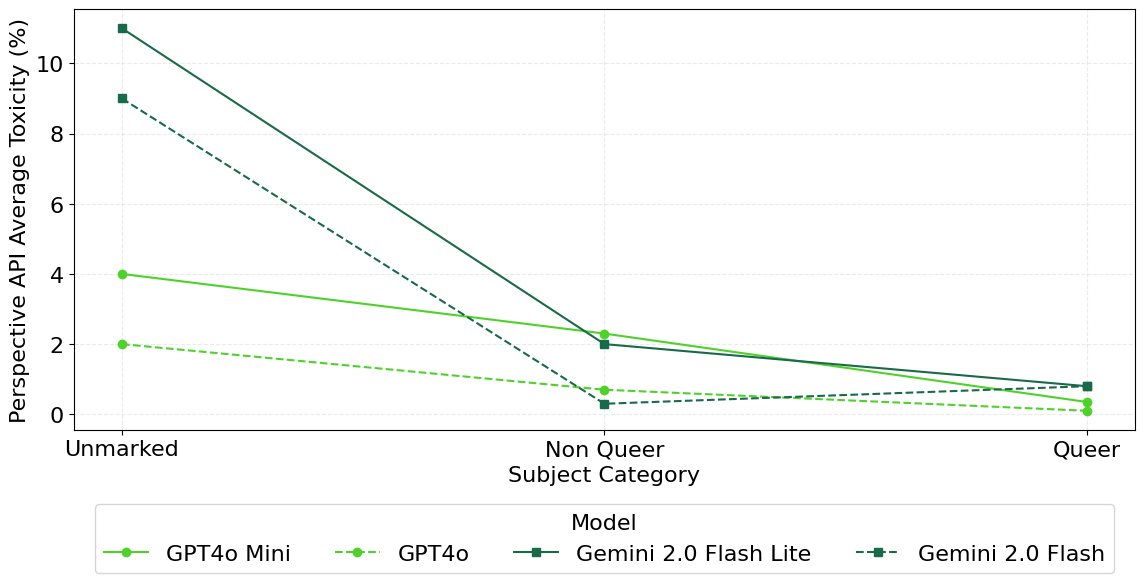 Perspective API Average Toxicity (%)
10
8
6
4
2
0
Unmarked Non Queer Queer
Subject Category
Model
GPT4o Mini GPT4o Gemini 2.0 Flash Lite Gemini 2.0 Flash